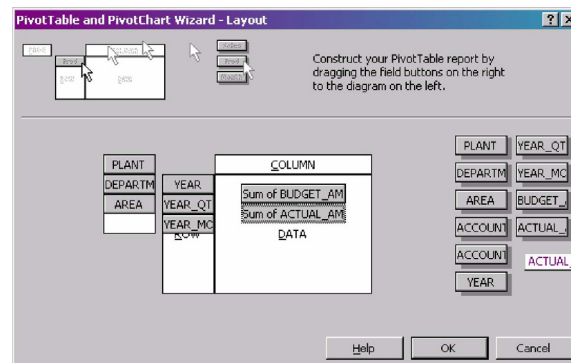 PivotTable and PivotChart Wizard - Layout
Construct your PivotTable report by
dragging the field buttons on the right
to the diagram on the left.
PLANT
DEPARTM
AREA
YEAR
YEAR_QT
YEAR_MC
ROW
COLUMN
Sum of BUDGET_AM
Sum of ACTUAL_AM
DATA
PLANT YEAR_QT
DEPARTM YEAR_MC
AREA BUDGET_
ACCOUNT ACTUAL_
ACCOUNT ACTUAL_
YEAR
Help OK Cancel